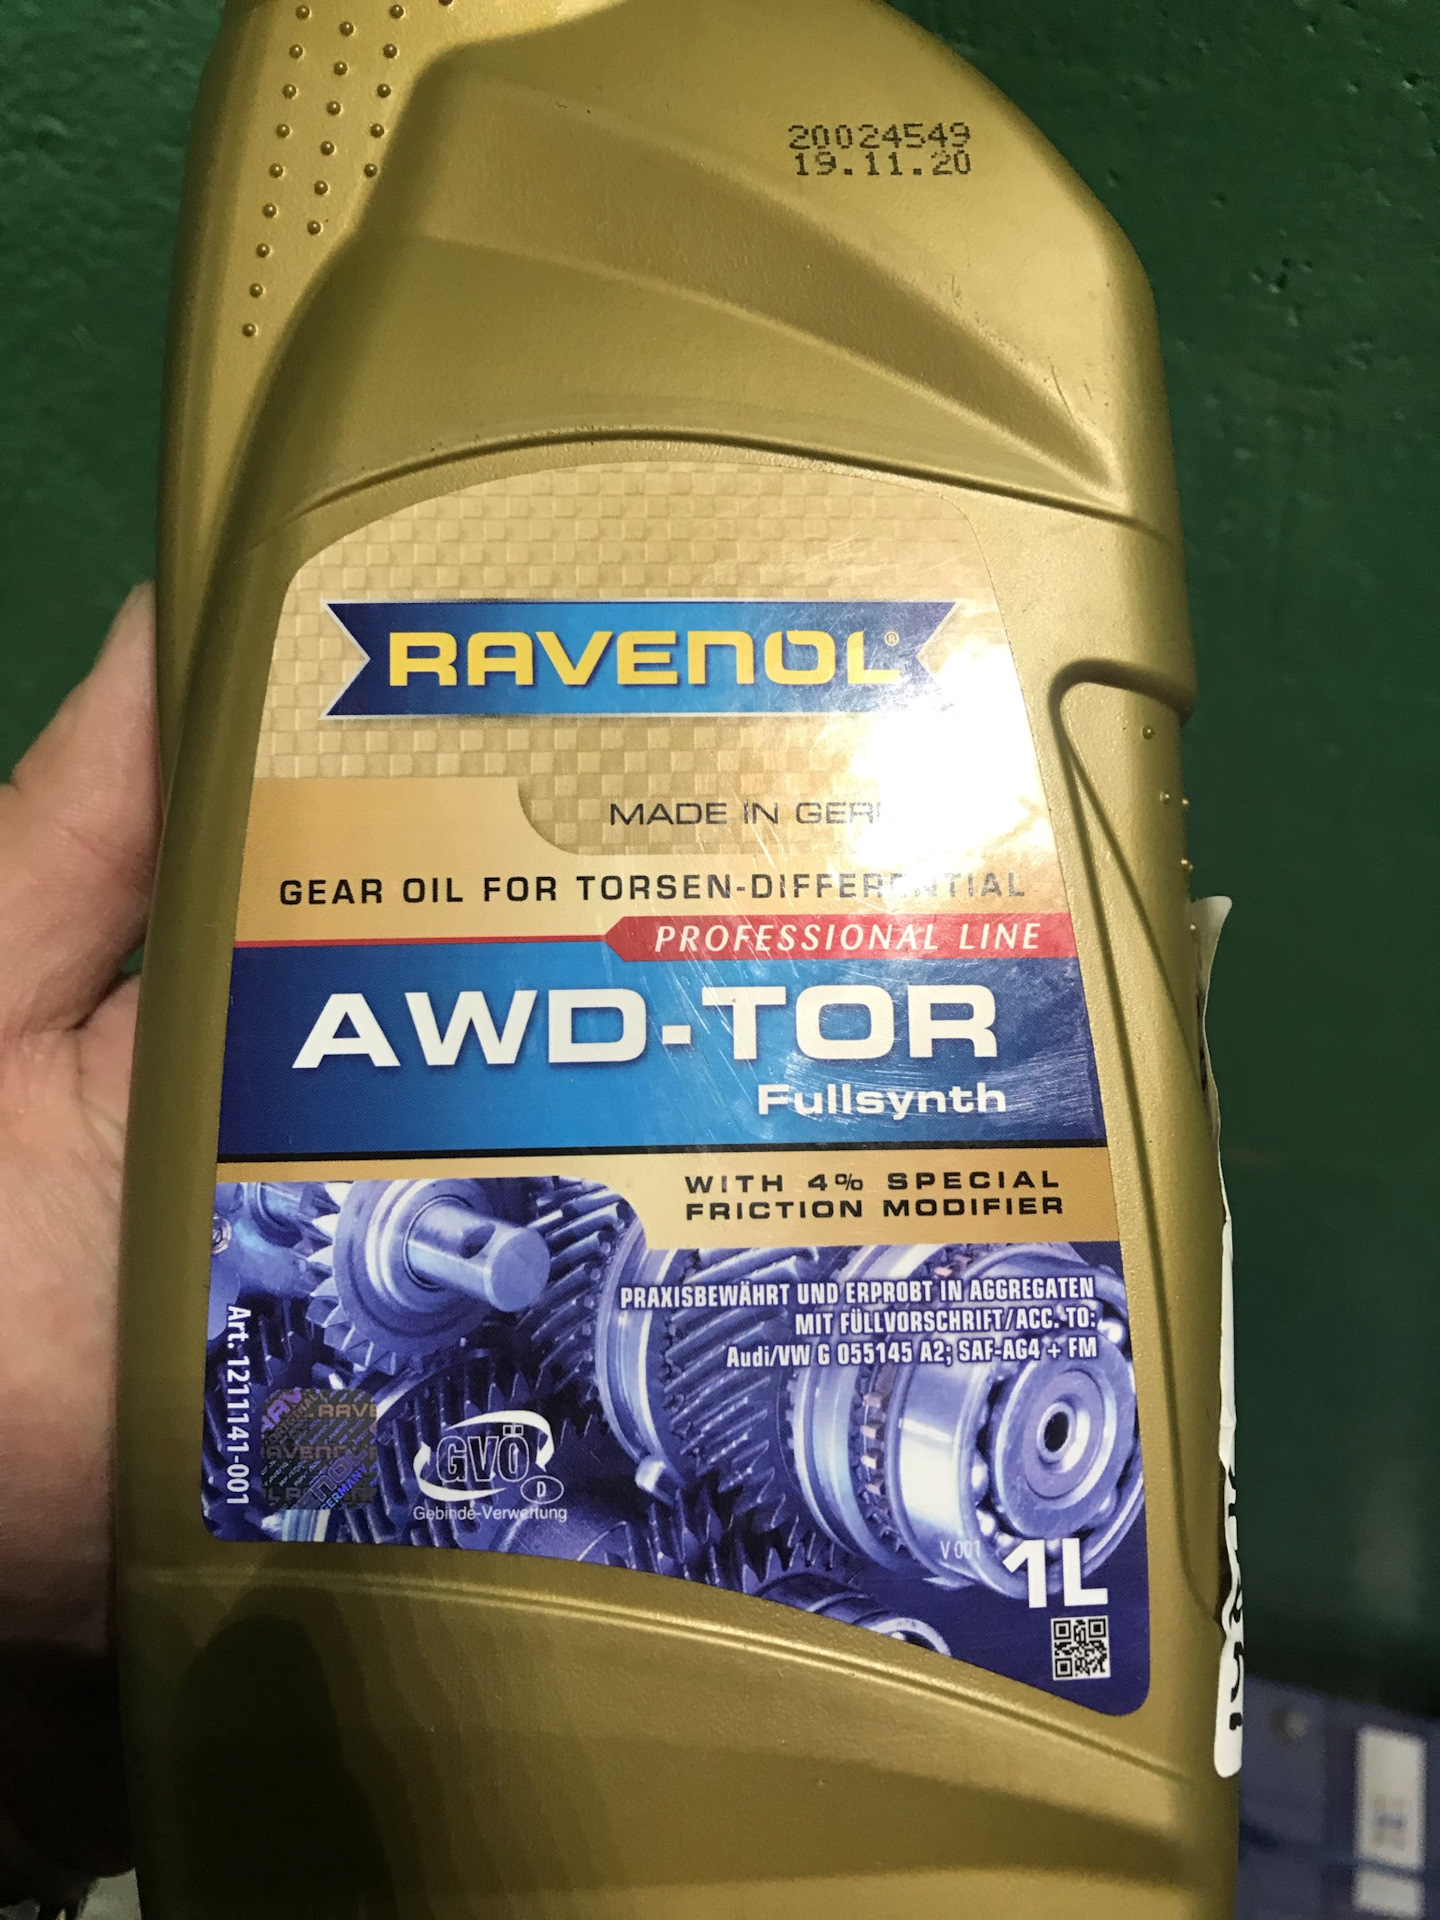 20024549
19.11.20
RAVENOL®
MADE IN
GEAR OIL FOR TORSEN-DIFFERENTIAL
PROFESSIONAL LINE
AWD-TOR
Fullsynth
WITH 4% SPECIAL
FRICTION MODIFIER
PRAXISBEWÄHRT UND ERPROBT IN AGGREGATEN
MIT FÜLLVORSCHRIFT/ACC. TO:
Audi/VW G 055145 A2; SAF-AG4 + FM
Art. 1211141-001
GVÖ
D
Gebinde-Verwertung
V 001
1L